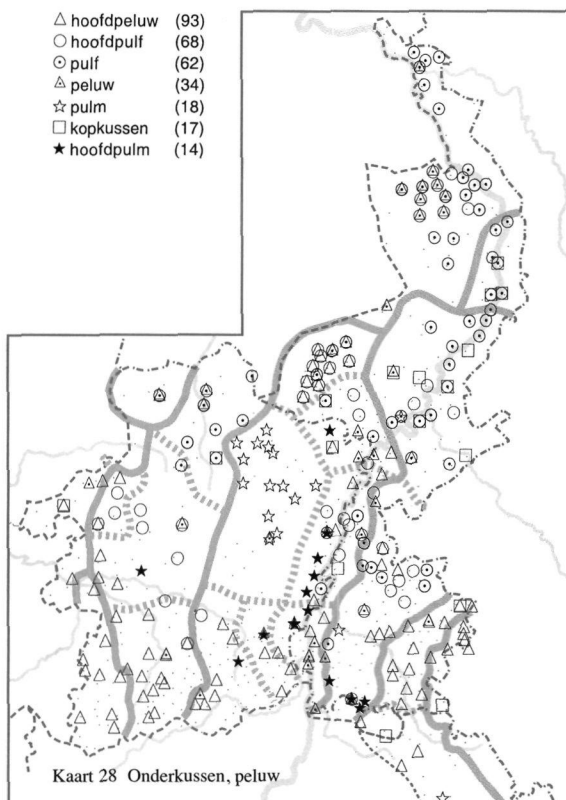 △ hoofdpeluw (93)
○ hoofdpulf (68)
⊙ pulf (62)
◬ peluw (34)
☆ pulm (18)
□ kopkussen (17)
★ hoofdpulm (14)
Kaart 28 Onderkussen, peluw